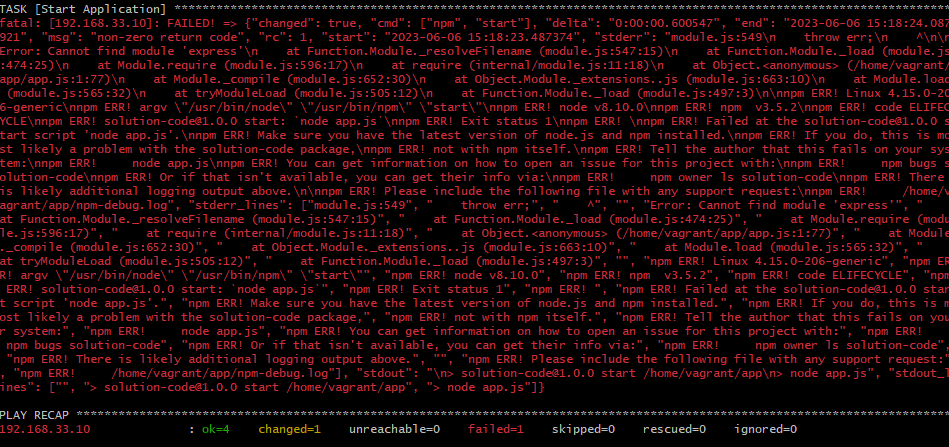 TASK [Start Application] ****************************************************************************************************
fatal: [192.168.33.10]: FAILED! => {"changed": true, "cmd": ["npm", "start"], "delta": "0:00:00.600547", "end": "2023-06-06 15:18:24.087
921", "msg": "non-zero return code", "rc": 1, "start": "2023-06-06 15:18:23.487374", "stderr": "module.js:549\n    throw err;\n    ^\n\n
Error: Cannot find module 'express'\n    at Function.Module._resolveFilename (module.js:547:15)\n    at Function.Module._load (module.js
:474:25)\n    at Module.require (module.js:596:17)\n    at require (internal/module.js:11:18)\n    at Object.<anonymous> (/home/vagrant/
app/app.js:1:77)\n    at Module._compile (module.js:652:30)\n    at Object.Module._extensions..js (module.js:663:10)\n    at Module.load
(module.js:565:32)\n    at tryModuleLoad (module.js:505:12)\n    at Function.Module._load (module.js:497:3)\n\nnpm ERR! Linux 4.15.0-20
6-generic\nnpm ERR! argv \"/usr/bin/node\" \"/usr/bin/npm\" \"start\"\nnpm ERR! node v8.10.0\nnpm ERR! npm  v3.5.2\nnpm ERR! code ELIFEC
YCLE\nnpm ERR! solution-code@1.0.0 start: `node app.js`\nnpm ERR! Exit status 1\nnpm ERR! \nnpm ERR! Failed at the solution-code@1.0.0 s
tart script 'node app.js'.\nnpm ERR! Make sure you have the latest version of node.js and npm installed.\nnpm ERR! If you do, this is mo
st likely a problem with the solution-code package,\nnpm ERR! not with npm itself.\nnpm ERR! Tell the author that this fails on your sys
tem:\nnpm ERR!     node app.js\nnpm ERR! You can get information on how to open an issue for this project with:\nnpm ERR!     npm bugs s
olution-code\nnpm ERR! Or if that isn't available, you can get their info via:\nnpm ERR!     npm owner ls solution-code\nnpm ERR! There
is likely additional logging output above.\n\nnpm ERR! Please include the following file with any support request:\nnpm ERR!     /home/v
agrant/app/npm-debug.log", "stderr_lines": ["module.js:549", "    throw err;", "    ^", "", "Error: Cannot find module 'express'", "
at Function.Module._resolveFilename (module.js:547:15)", "    at Function.Module._load (module.js:474:25)", "    at Module.require (modu
le.js:596:17)", "    at require (internal/module.js:11:18)", "    at Object.<anonymous> (/home/vagrant/app/app.js:1:77)", "    at Module
._compile (module.js:652:30)", "    at Object.Module._extensions..js (module.js:663:10)", "    at Module.load (module.js:565:32)", "
at tryModuleLoad (module.js:505:12)", "    at Function.Module._load (module.js:497:3)", "", "npm ERR! Linux 4.15.0-206-generic", "npm ER
R! argv \"/usr/bin/node\" \"/usr/bin/npm\" \"start\"", "npm ERR! node v8.10.0", "npm ERR! npm  v3.5.2", "npm ERR! code ELIFECYCLE", "npm
ERR! solution-code@1.0.0 start: `node app.js`", "npm ERR! Exit status 1", "npm ERR! ", "npm ERR! Failed at the solution-code@1.0.0 star
t script 'node app.js'.", "npm ERR! Make sure you have the latest version of node.js and npm installed.", "npm ERR! If you do, this is m
ost likely a problem with the solution-code package,", "npm ERR! not with npm itself.", "npm ERR! Tell the author that this fails on you
r system:", "npm ERR!     node app.js", "npm ERR! You can get information on how to open an issue for this project with:", "npm ERR!
npm bugs solution-code", "npm ERR! Or if that isn't available, you can get their info via:", "npm ERR!     npm owner ls solution-code",
"npm ERR! There is likely additional logging output above.", "", "npm ERR! Please include the following file with any support request:"
"npm ERR!     /home/vagrant/app/npm-debug.log"], "stdout": "\n> solution-code@1.0.0 start /home/vagrant/app\n> node app.js", "stdout_l
ines": ["", "> solution-code@1.0.0 start /home/vagrant/app", "> node app.js"]}
PLAY RECAP ******************************************************************************************************************
192.168.33.10              : ok=4    changed=1    unreachable=0    failed=1    skipped=0    rescued=0    ignored=0